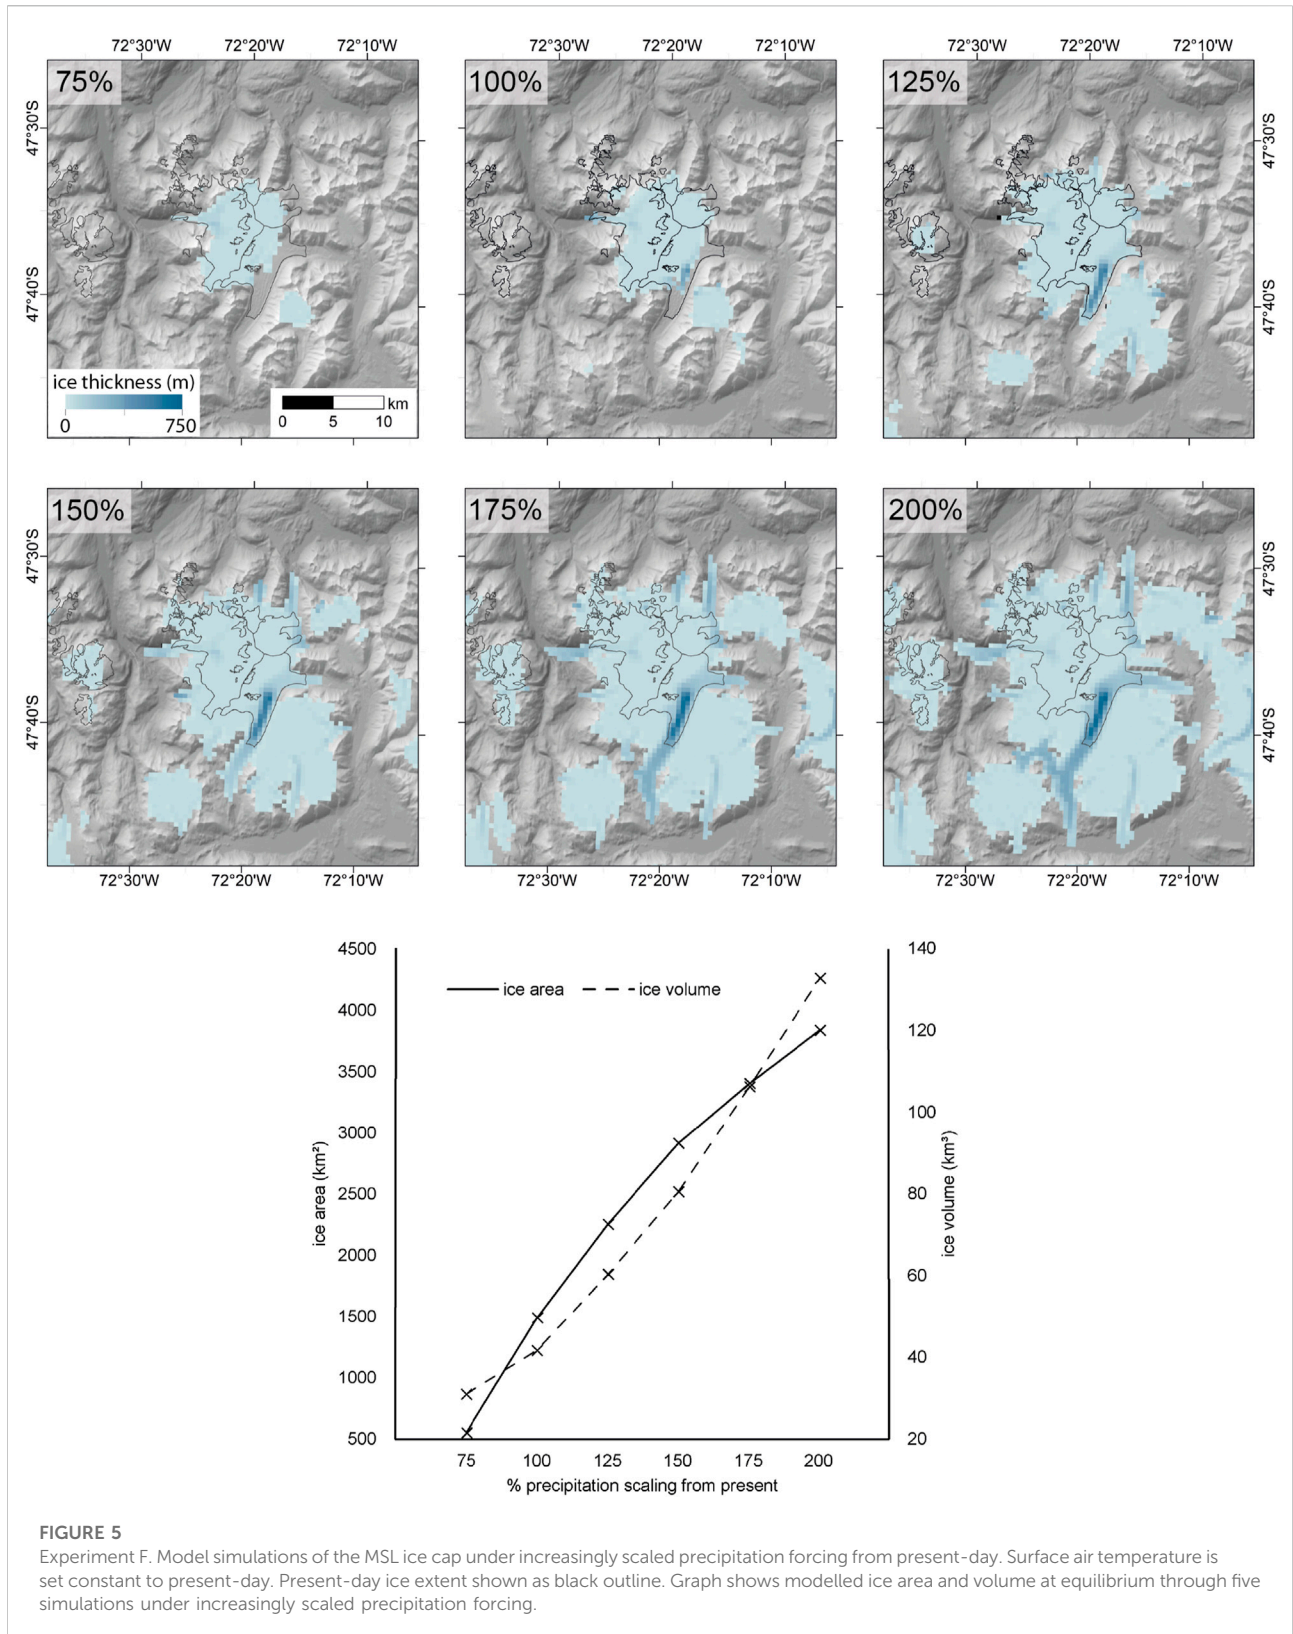 72°30'W 72°20'W 72°10'W 72°30'W 72°20'W 72°10'W 72°30'W 72°20'W 72°10'W
75% 100% 125%
47°30'S 47°30'S
47°40'S 47°40'S
ice thickness (m)
0 750
km
0 5 10
150% 175% 200%
47°30'S 47°30'S
47°40'S 47°40'S
72°30'W 72°20'W 72°10'W 72°30'W 72°20'W 72°10'W 72°30'W 72°20'W 72°10'W
4500 140
ice area ice volume
4000 120
3500
100
3000
ice area (km²) ice volume (km³)
2500 80
2000
60
1500
40
1000
500 20
75 100 125 150 175 200
% precipitation scaling from present
FIGURE 5
Experiment F. Model simulations of the MSL ice cap under increasingly scaled precipitation forcing from present-day. Surface air temperature is
set constant to present-day. Present-day ice extent shown as black outline. Graph shows modelled ice area and volume at equilibrium through five
simulations under increasingly scaled precipitation forcing.